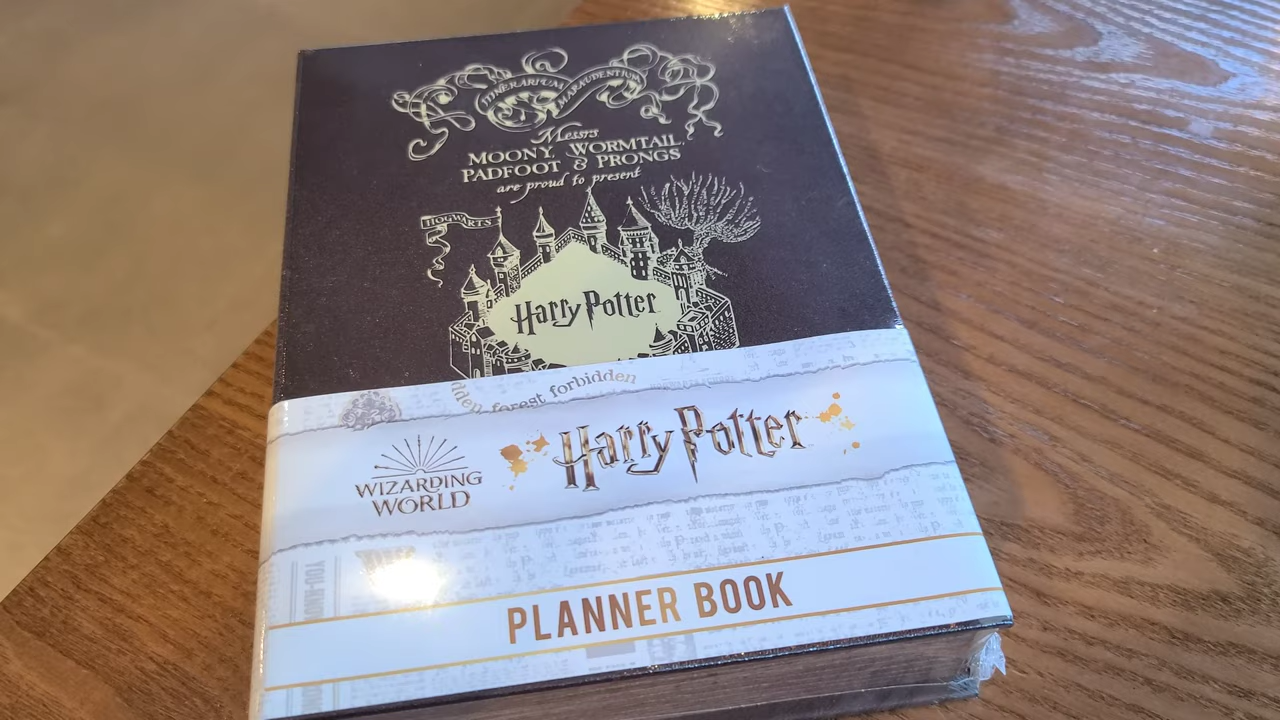 ITINERARIUM MARAUDENTIUM
Messrs
MOONY, WORMTAIL,
PADFOOT & PRONGS
are proud to present
HOGWARTS
Harry Potter
forest forbidden
Harry Potter
WIZARDING
WORLD
PLANNER BOOK